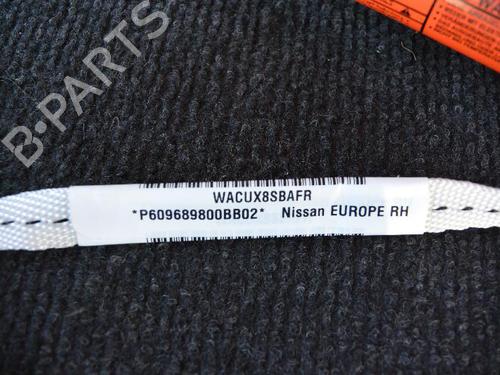 B-PARTS
WACUX8SBAFR
*P609689800BB02* Nissan EUROPE RH